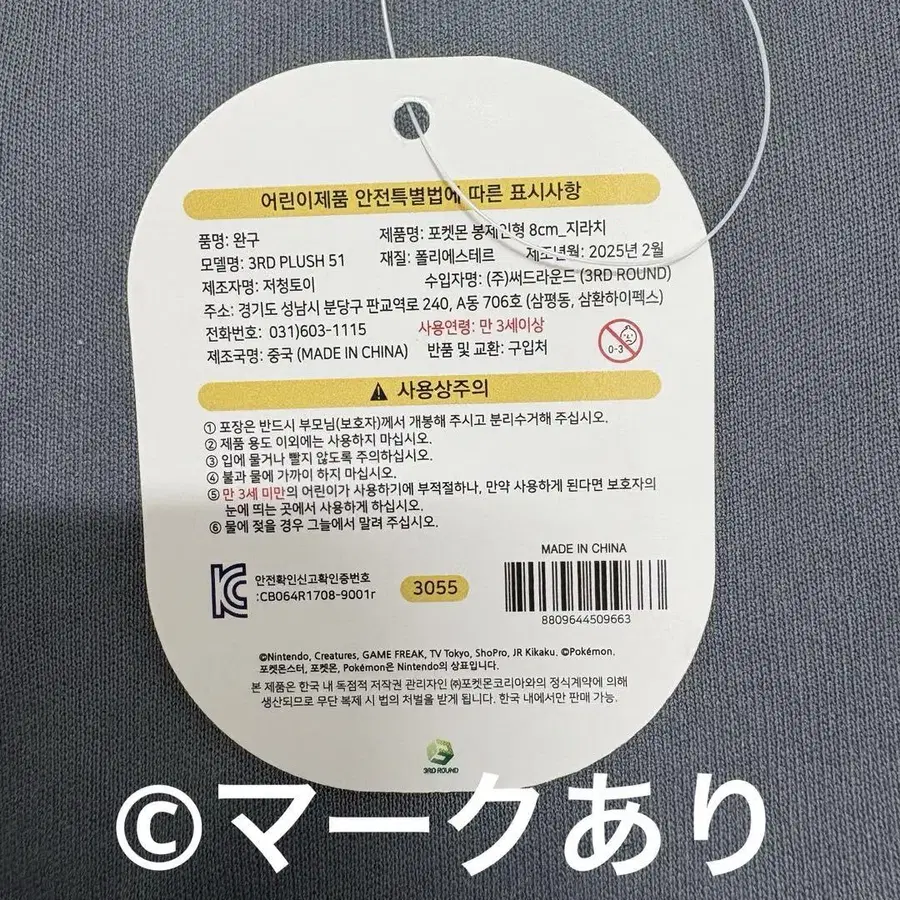 어린이제품 안전특별법에 따른 표시사항
품명: 완구 제품명: 포켓몬 봉제인형 8cm_지라치
모델명: 3RD PLUSH 51 재질: 폴리에스테르 제조년월: 2025년 2월
제조자명: 저청토이 수입자명: (주)써드라운드 (3RD ROUND)
주소: 경기도 성남시 분당구 판교역로 240, A동 706호 (삼평동, 삼환하이펙스)
전화번호: 031)603-1115 사용연령: 만 3세이상
0-3
제조국명: 중국 (MADE IN CHINA) 반품 및 교환: 구입처
사용상주의
① 포장은 반드시 부모님(보호자)께서 개봉해 주시고 분리수거해 주십시오.
② 제품 용도 이외에는 사용하지 마십시오.
③ 입에 물거나 빨지 않도록 주의하십시오.
④ 불과 물에 가까이 하지 마십시오.
⑤ 만 3세 미만의 어린이가 사용하기에 부적절하나, 만약 사용하게 된다면 보호자의
눈에 띄는 곳에서 사용하게 하십시오.
⑥ 물에 젖을 경우 그늘에서 말려 주십시오.
안전확인신고확인증번호
:CB064R1708-9001r
3055
MADE IN CHINA
8809644509663
©Nintendo, Creatures, GAME FREAK, TV Tokyo, ShoPro, JR Kikaku. ©Pokémon.
포켓몬스터, 포켓몬, Pokémon은 Nintendo의 상표입니다.
본 제품은 한국 내 독점적 저작권 관리자인 ㈜포켓몬코리아와의 정식계약에 의해
생산되므로 무단 복제 시 법의 처벌을 받게 됩니다. 한국 내에서만 판매 가능.
3RD ROUND
©マークあり